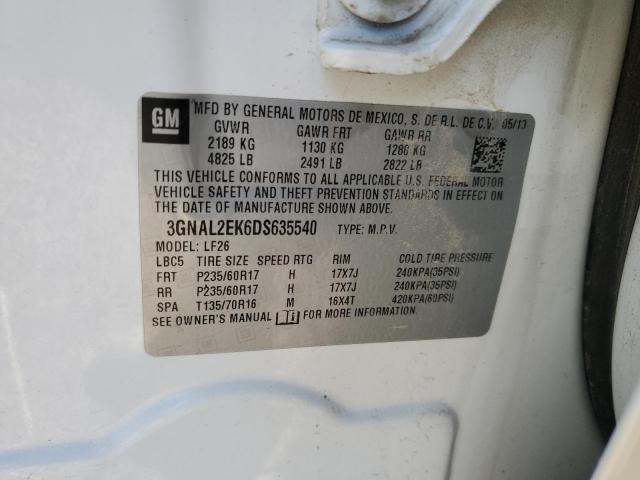 GM
MFD BY GENERAL MOTORS DE MEXICO, S. DE R.L. DE C.V. 05/13
GVWR GAWR FRT GAWR RR
2189 KG 1130 KG 1280 KG
4825 LB 2491 LB 2822 LB
THIS VEHICLE CONFORMS TO ALL APPLICABLE U.S. FEDERAL MOTOR
VEHICLE SAFETY AND THEFT PREVENTION STANDARDS IN EFFECT ON
THE DATE OF MANUFACTURE SHOWN ABOVE.
3GNAL2EK6DS635540 TYPE: M.P.V.
MODEL: LF26
LBC5 TIRE SIZE SPEED RTG RIM COLD TIRE PRESSURE
FRT P235/60R17 H 17X7J 240KPA(35PSI)
RR P235/60R17 H 17X7J 240KPA(35PSI)
SPA T135/70R16 M 16X4T 420KPA(60PSI)
SEE OWNER'S MANUAL FOR MORE INFORMATION